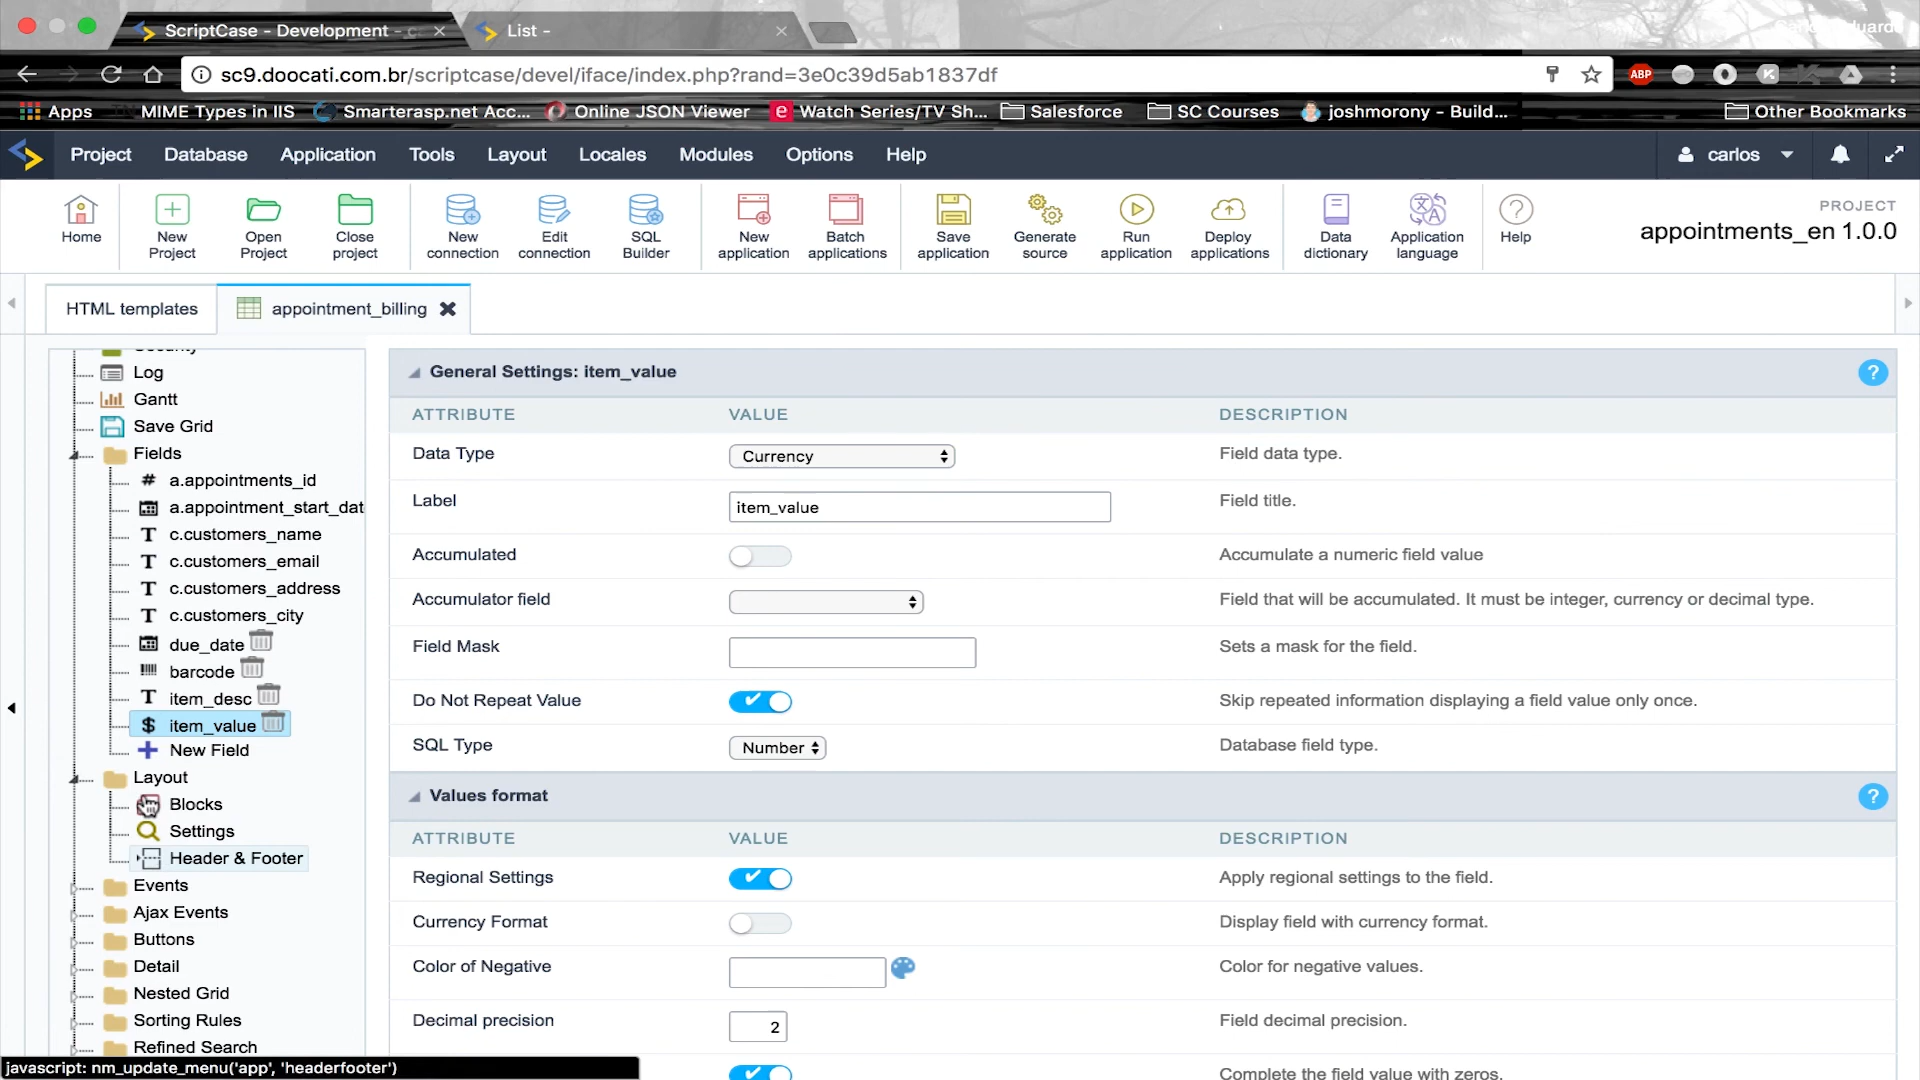 ScriptCase - Development - c
List -
sc9.doocati.com.br/scriptcase/devel/iface/index.php?rand=3e0c39d5ab1837df
ABP
Apps
MIME Types in IIS
Smarterasp.net Acc...
Online JSON Viewer
Watch Series/TV Sh...
Salesforce
SC Courses
joshmorony - Build...
Other Bookmarks
Project Database Application Tools Layout Locales Modules Options Help
carlos
Home
New Project
Open Project
Close project
New connection
Edit connection
SQL Builder
New application
Batch applications
Save application
Generate source
Run application
Deploy applications
Data dictionary
Application language
Help
PROJECT
appointments_en 1.0.0
HTML templates
appointment_billing
Security
Log
Gantt
Save Grid
Fields
a.appointments_id
a.appointment_start_dat
c.customers_name
c.customers_email
c.customers_address
c.customers_city
due_date
barcode
item_desc
item_value
New Field
Layout
Blocks
Settings
Header & Footer
Events
Ajax Events
Buttons
Detail
Nested Grid
Sorting Rules
Refined Search
General Settings: item_value
ATTRIBUTE VALUE DESCRIPTION
Data Type Currency Field data type.
Label item_value Field title.
Accumulated Accumulate a numeric field value
Accumulator field Field that will be accumulated. It must be integer, currency or decimal type.
Field Mask Sets a mask for the field.
Do Not Repeat Value Skip repeated information displaying a field value only once.
SQL Type Number Database field type.
Values format
ATTRIBUTE VALUE DESCRIPTION
Regional Settings Apply regional settings to the field.
Currency Format Display field with currency format.
Color of Negative Color for negative values.
Decimal precision 2 Field decimal precision.
Complete the field value with zeros.
javascript: nm_update_menu('app', 'headerfooter')